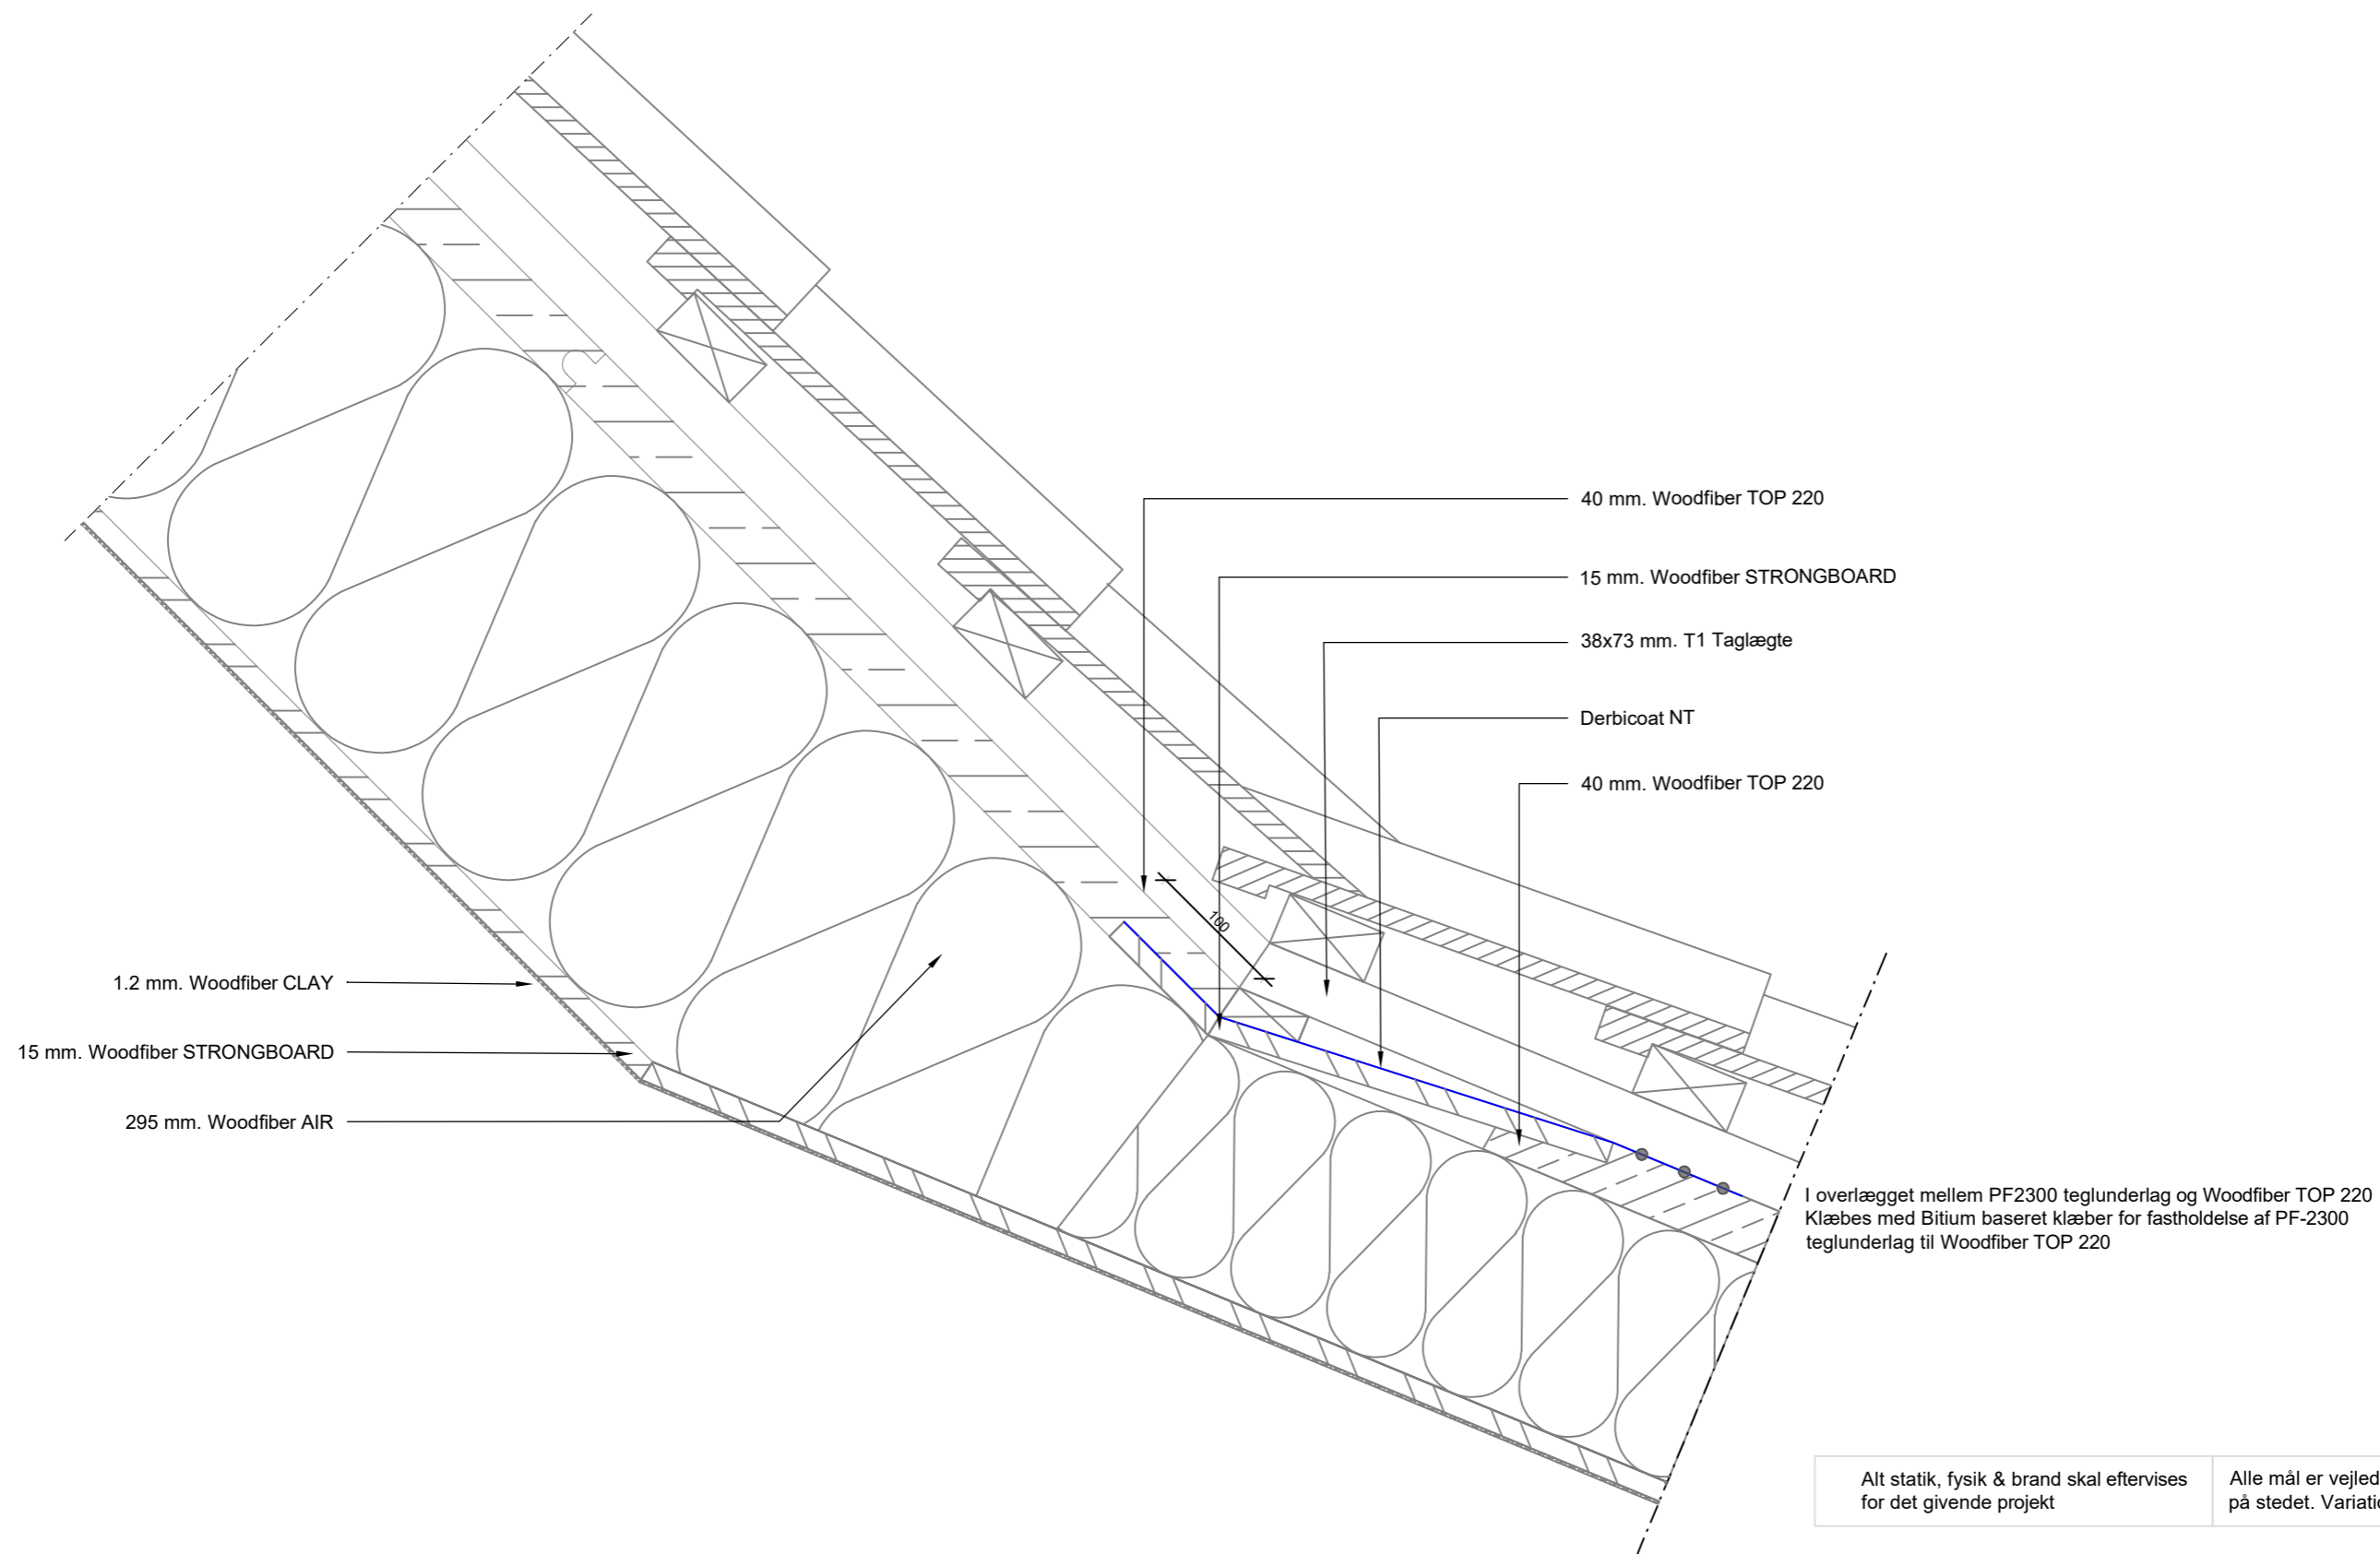 40 mm. Woodfiber TOP 220
15 mm. Woodfiber STRONGBOARD
38x73 mm. T1 Taglægte
Derbicoat NT
40 mm. Woodfiber TOP 220
100
1.2 mm. Woodfiber CLAY
15 mm. Woodfiber STRONGBOARD
295 mm. Woodfiber AIR
I overlægget mellem PF2300 teglunderlag og Woodfiber TOP 220
Klæbes med Bitium baseret klæber for fastholdelse af PF-2300
teglunderlag til Woodfiber TOP 220
Alt statik, fysik & brand skal eftervises
for det givende projekt
Alle mål er
på stedet.